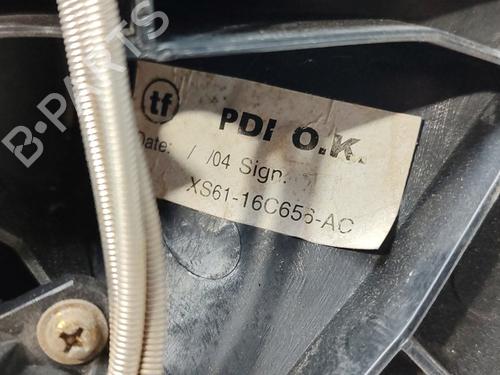 B-PARTS
tf
PDI O.K.
Date: / /04 Sign.
XS61-16C656-AC